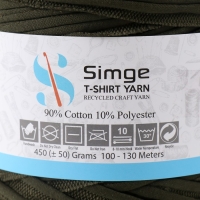 Simge
T-SHIRT YARN
RECYCLED CRAFT YARN
90% Cotton 10% Polyester
10
30°
450 (± 50) Grams 100 - 130 Meters